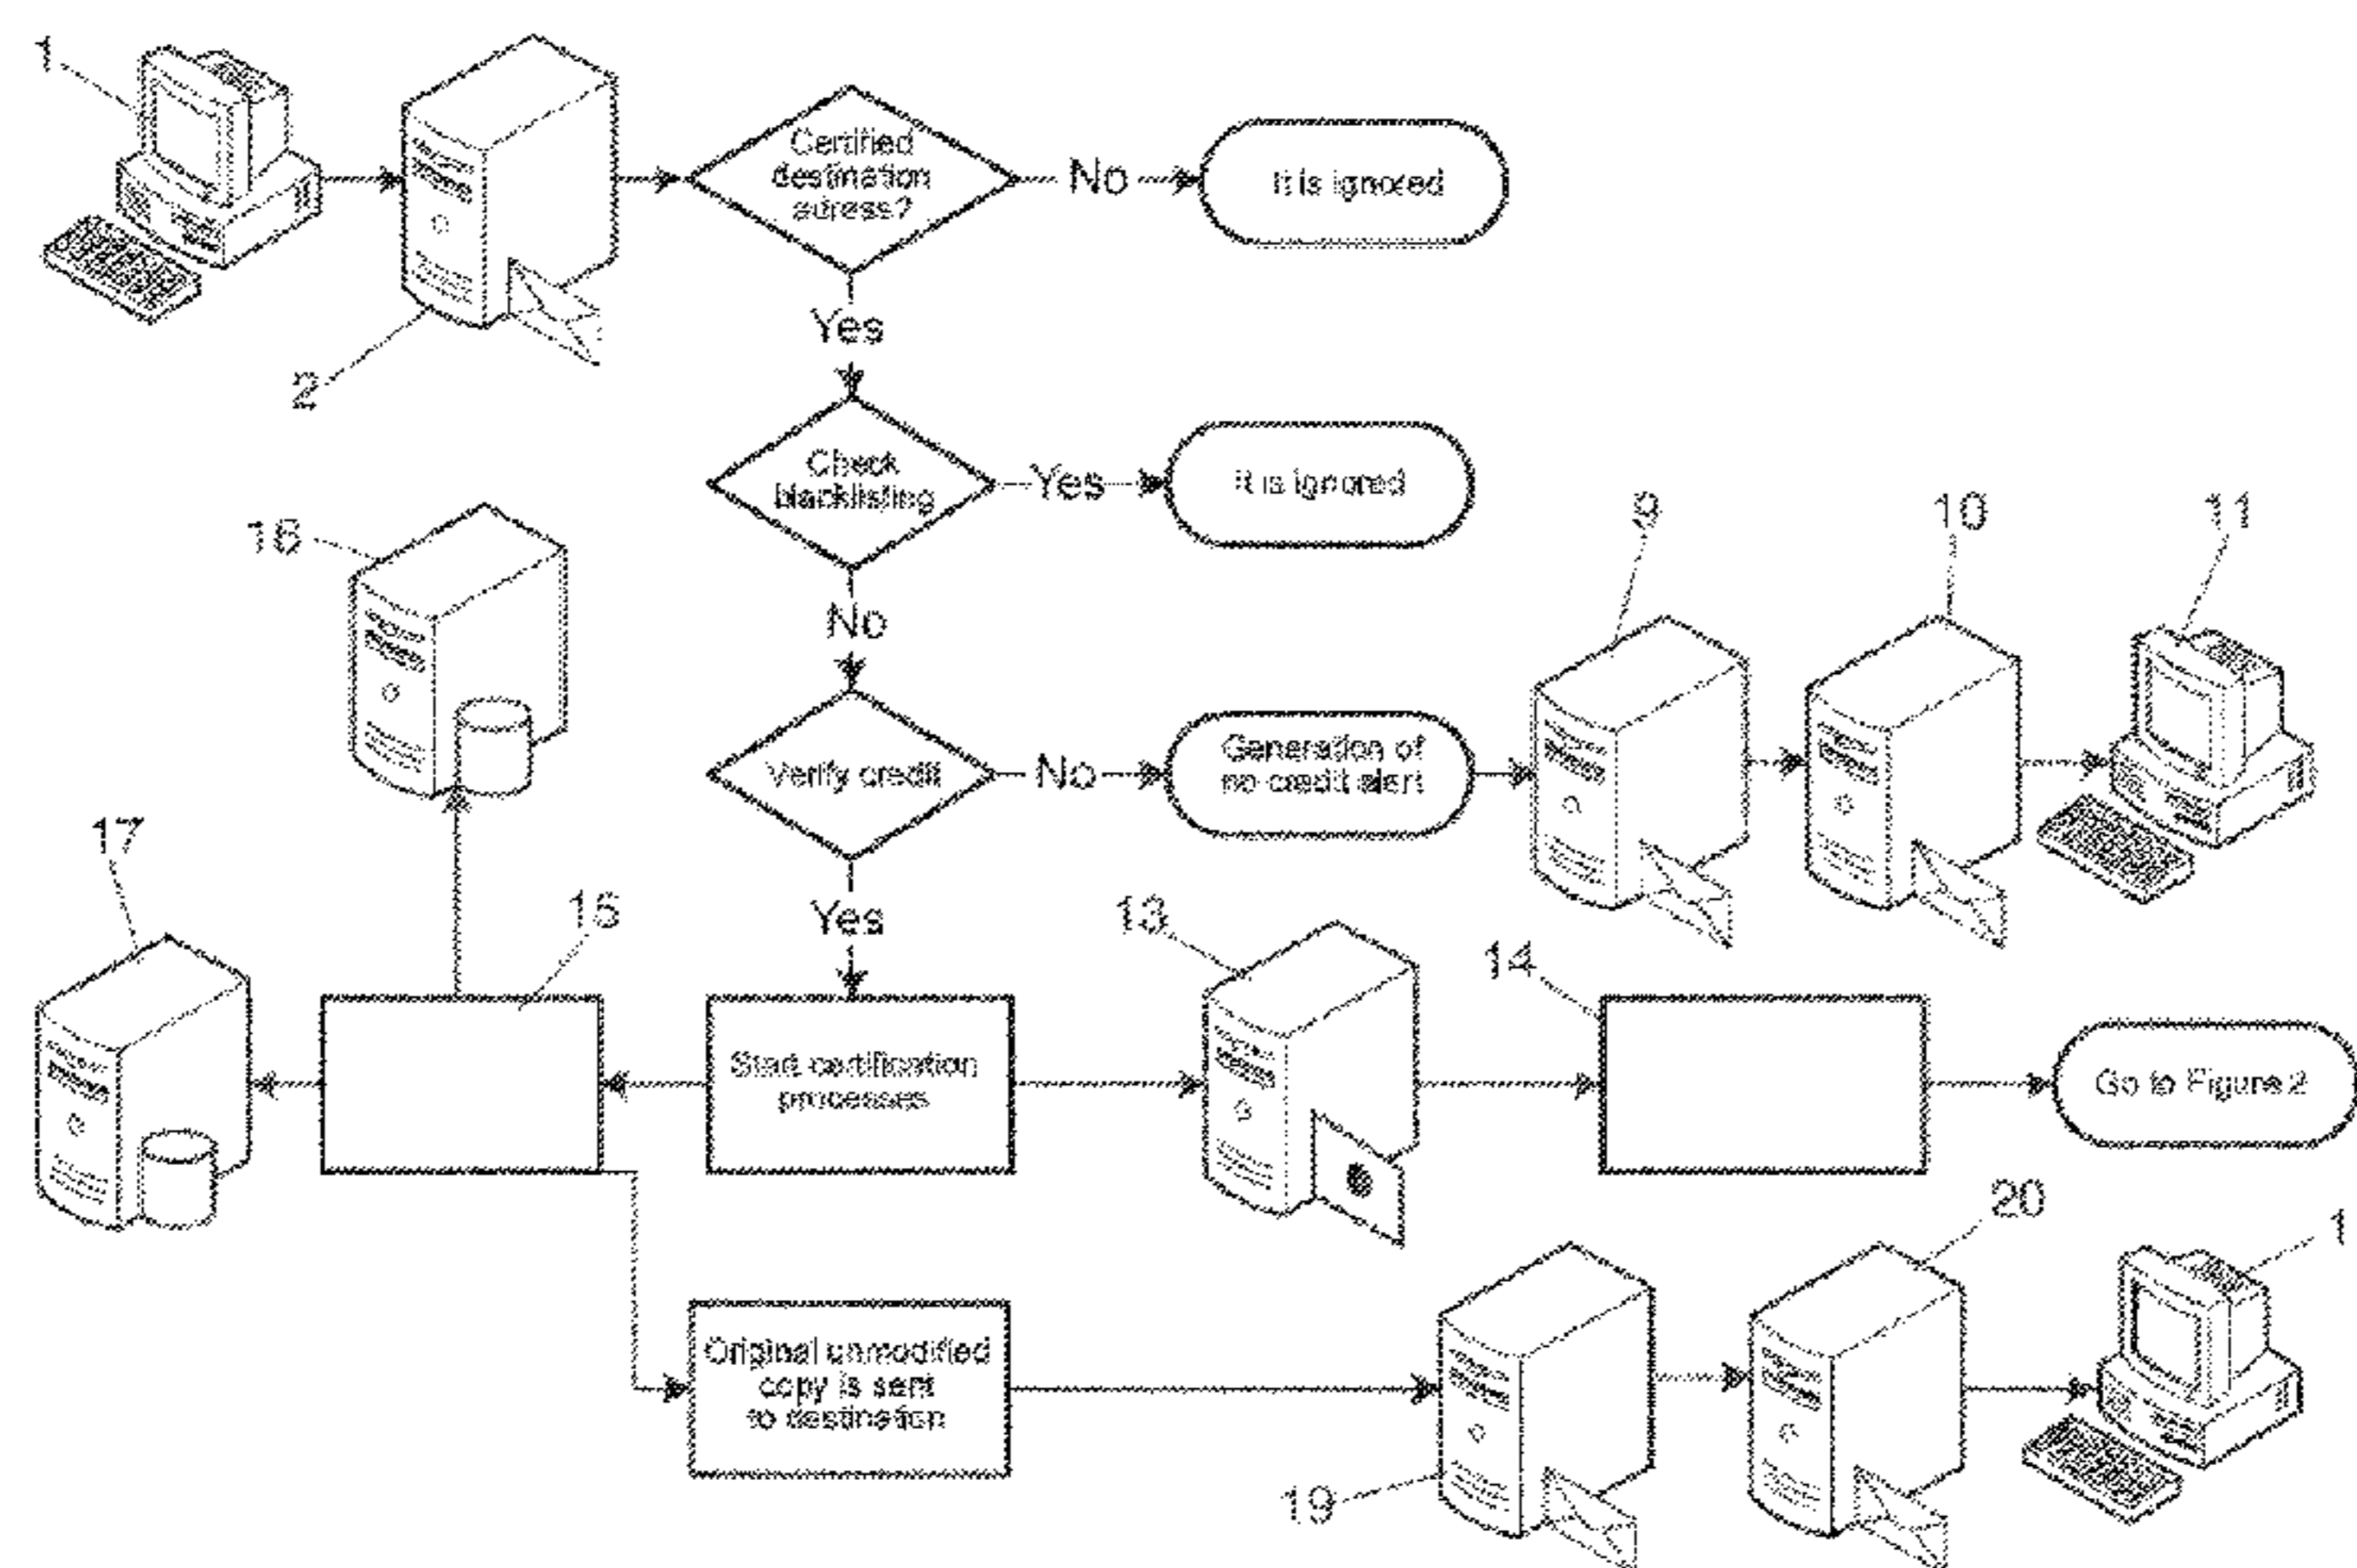 1
2
Certified
destination
adress?
No
It is ignored
Yes
Check
blacklisting
Yes
It is ignored
16
9
10
11
No
Verify credit
No
Generation of
no credit alert
17
15
Yes
13
14
Start certification
processes
Go to Figure 2
20
1
Original unmodified
copy is sent
to destination
19